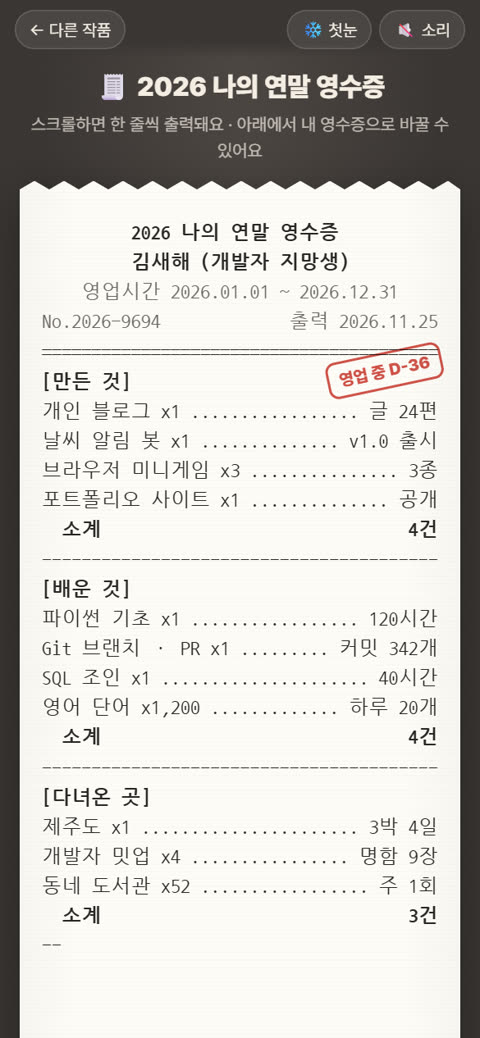 ← 다른 작품
첫눈
소리
2026 나의 연말 영수증
스크롤하면 한 줄씩 출력돼요 · 아래에서 내 영수증으로 바꿀 수
있어요
2026 나의 연말 영수증
김새해 (개발자 지망생)
영업시간 2026.01.01 ~ 2026.12.31
No.2026-9694 출력 2026.11.25
영업 중 D-36
[만든 것]
개인 블로그 x1 ................. 글 24편
날씨 알림 봇 x1 .............. v1.0 출시
브라우저 미니게임 x3 ............... 3종
포트폴리오 사이트 x1 .............. 공개
소계 4건
[배운 것]
파이썬 기초 x1 ................. 120시간
Git 브랜치 · PR x1 ......... 커밋 342개
SQL 조인 x1 ..................... 40시간
영어 단어 x1,200 ............. 하루 20개
소계 4건
[다녀온 곳]
제주도 x1 ...................... 3박 4일
개발자 밋업 x4 ................ 명함 9장
동네 도서관 x52 ................. 주 1회
소계 3건